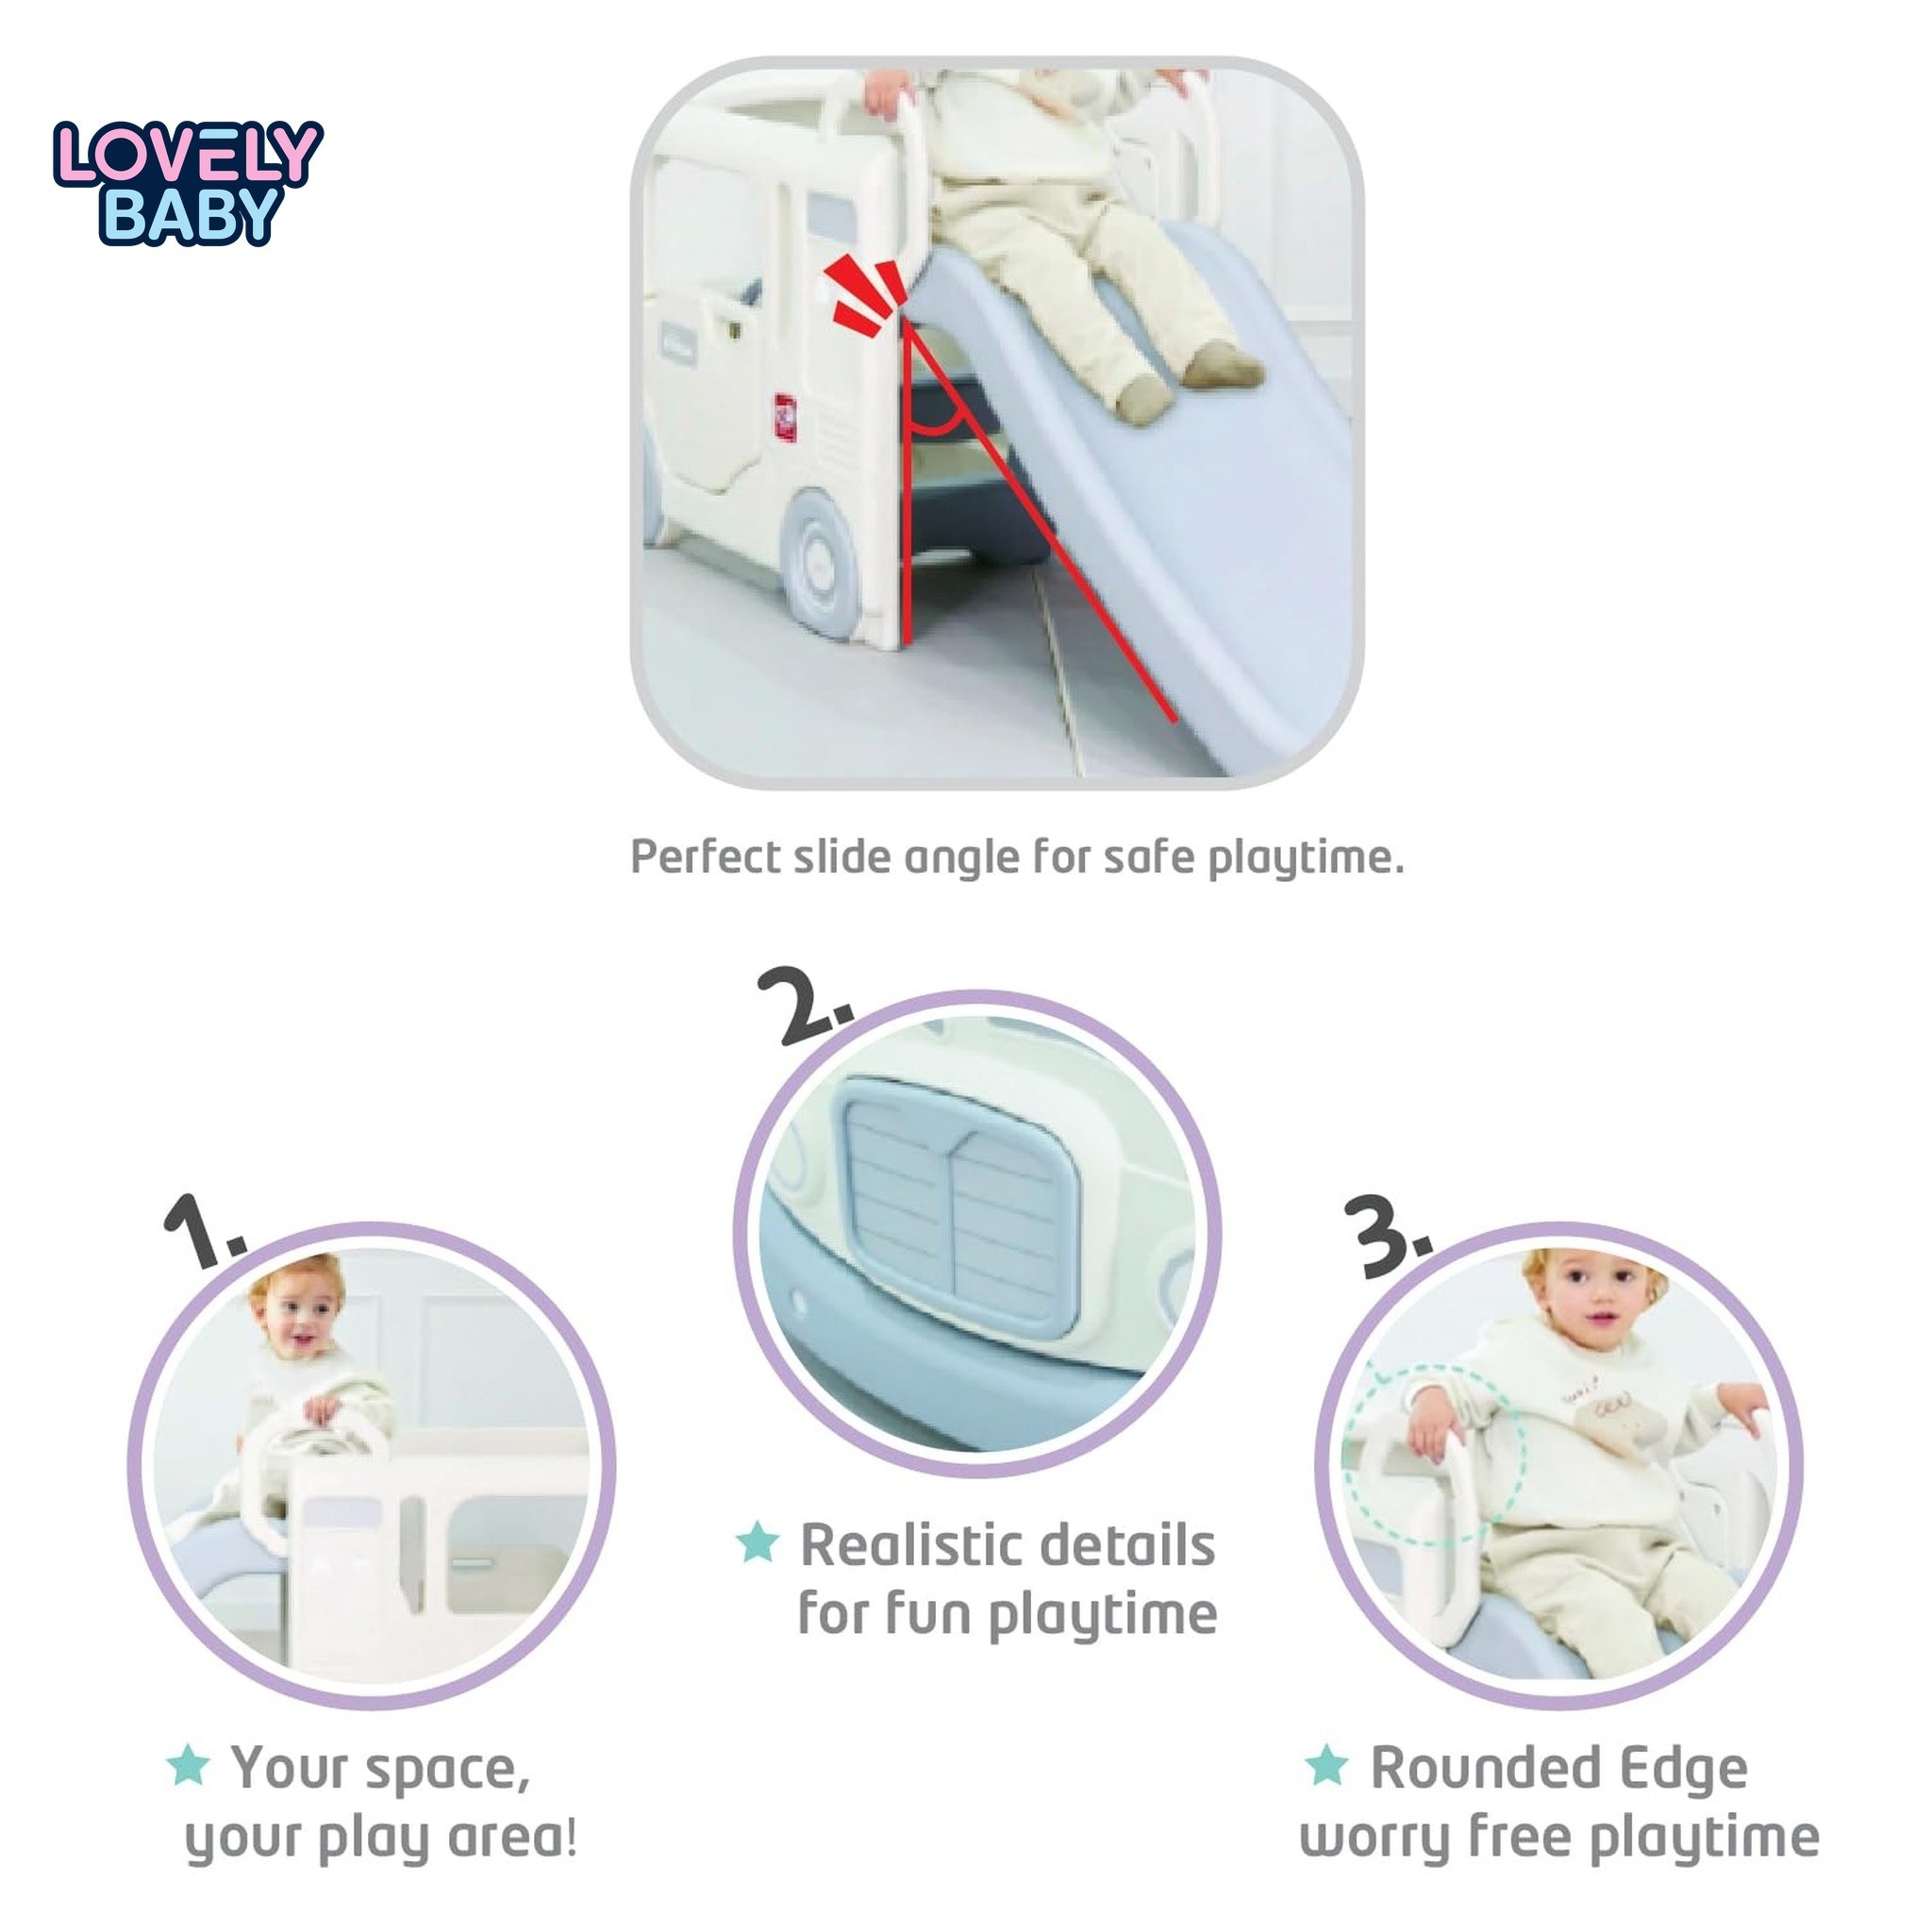 LOVELY
BABY
Perfect slide angle for safe playtime.
1.
Your space,
your play area!
2.
Realistic details
for fun playtime
3.
Rounded Edge
worry free playtime